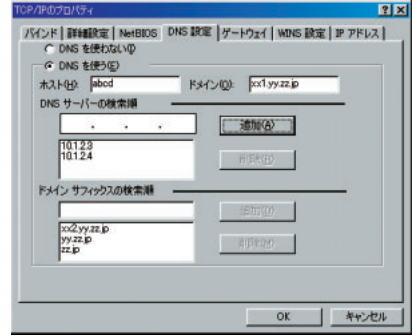 TCP/IPのプロパティ
バインド 詳細設定 NetBIOS DNS 設定 ゲートウェイ WINS 設定 IP アドレス
DNS を使わない(I)
DNS を使う(E)
ホスト(H): abcd ドメイン(O): xx1.yy.zz.jp
DNS サーバーの検索順
. . . 追加(A)
10.1.2.3
10.1.2.4
削除(R)
ドメイン サフィックスの検索順
追加(D)
xx2.yy.zz.jp
yy.zz.jp
zz.jp
削除(M)
OK キャンセル